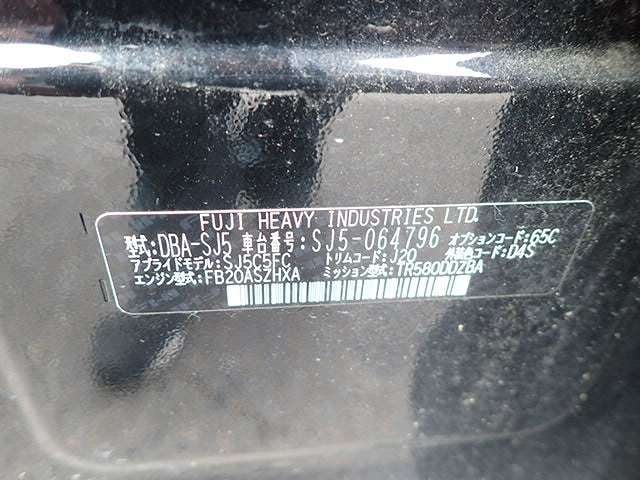 FUJI HEAVY INDUSTRIES LTD.
型式:DBA-SJ5 車台番号:SJ5-064796 オプションコード:65C
アプライドモデル:SJ5C5FC トリムコード:J20 外装色コード:D4S
エンジン型式:FB20ASZHXA ミッション型式:TR580DDZBA